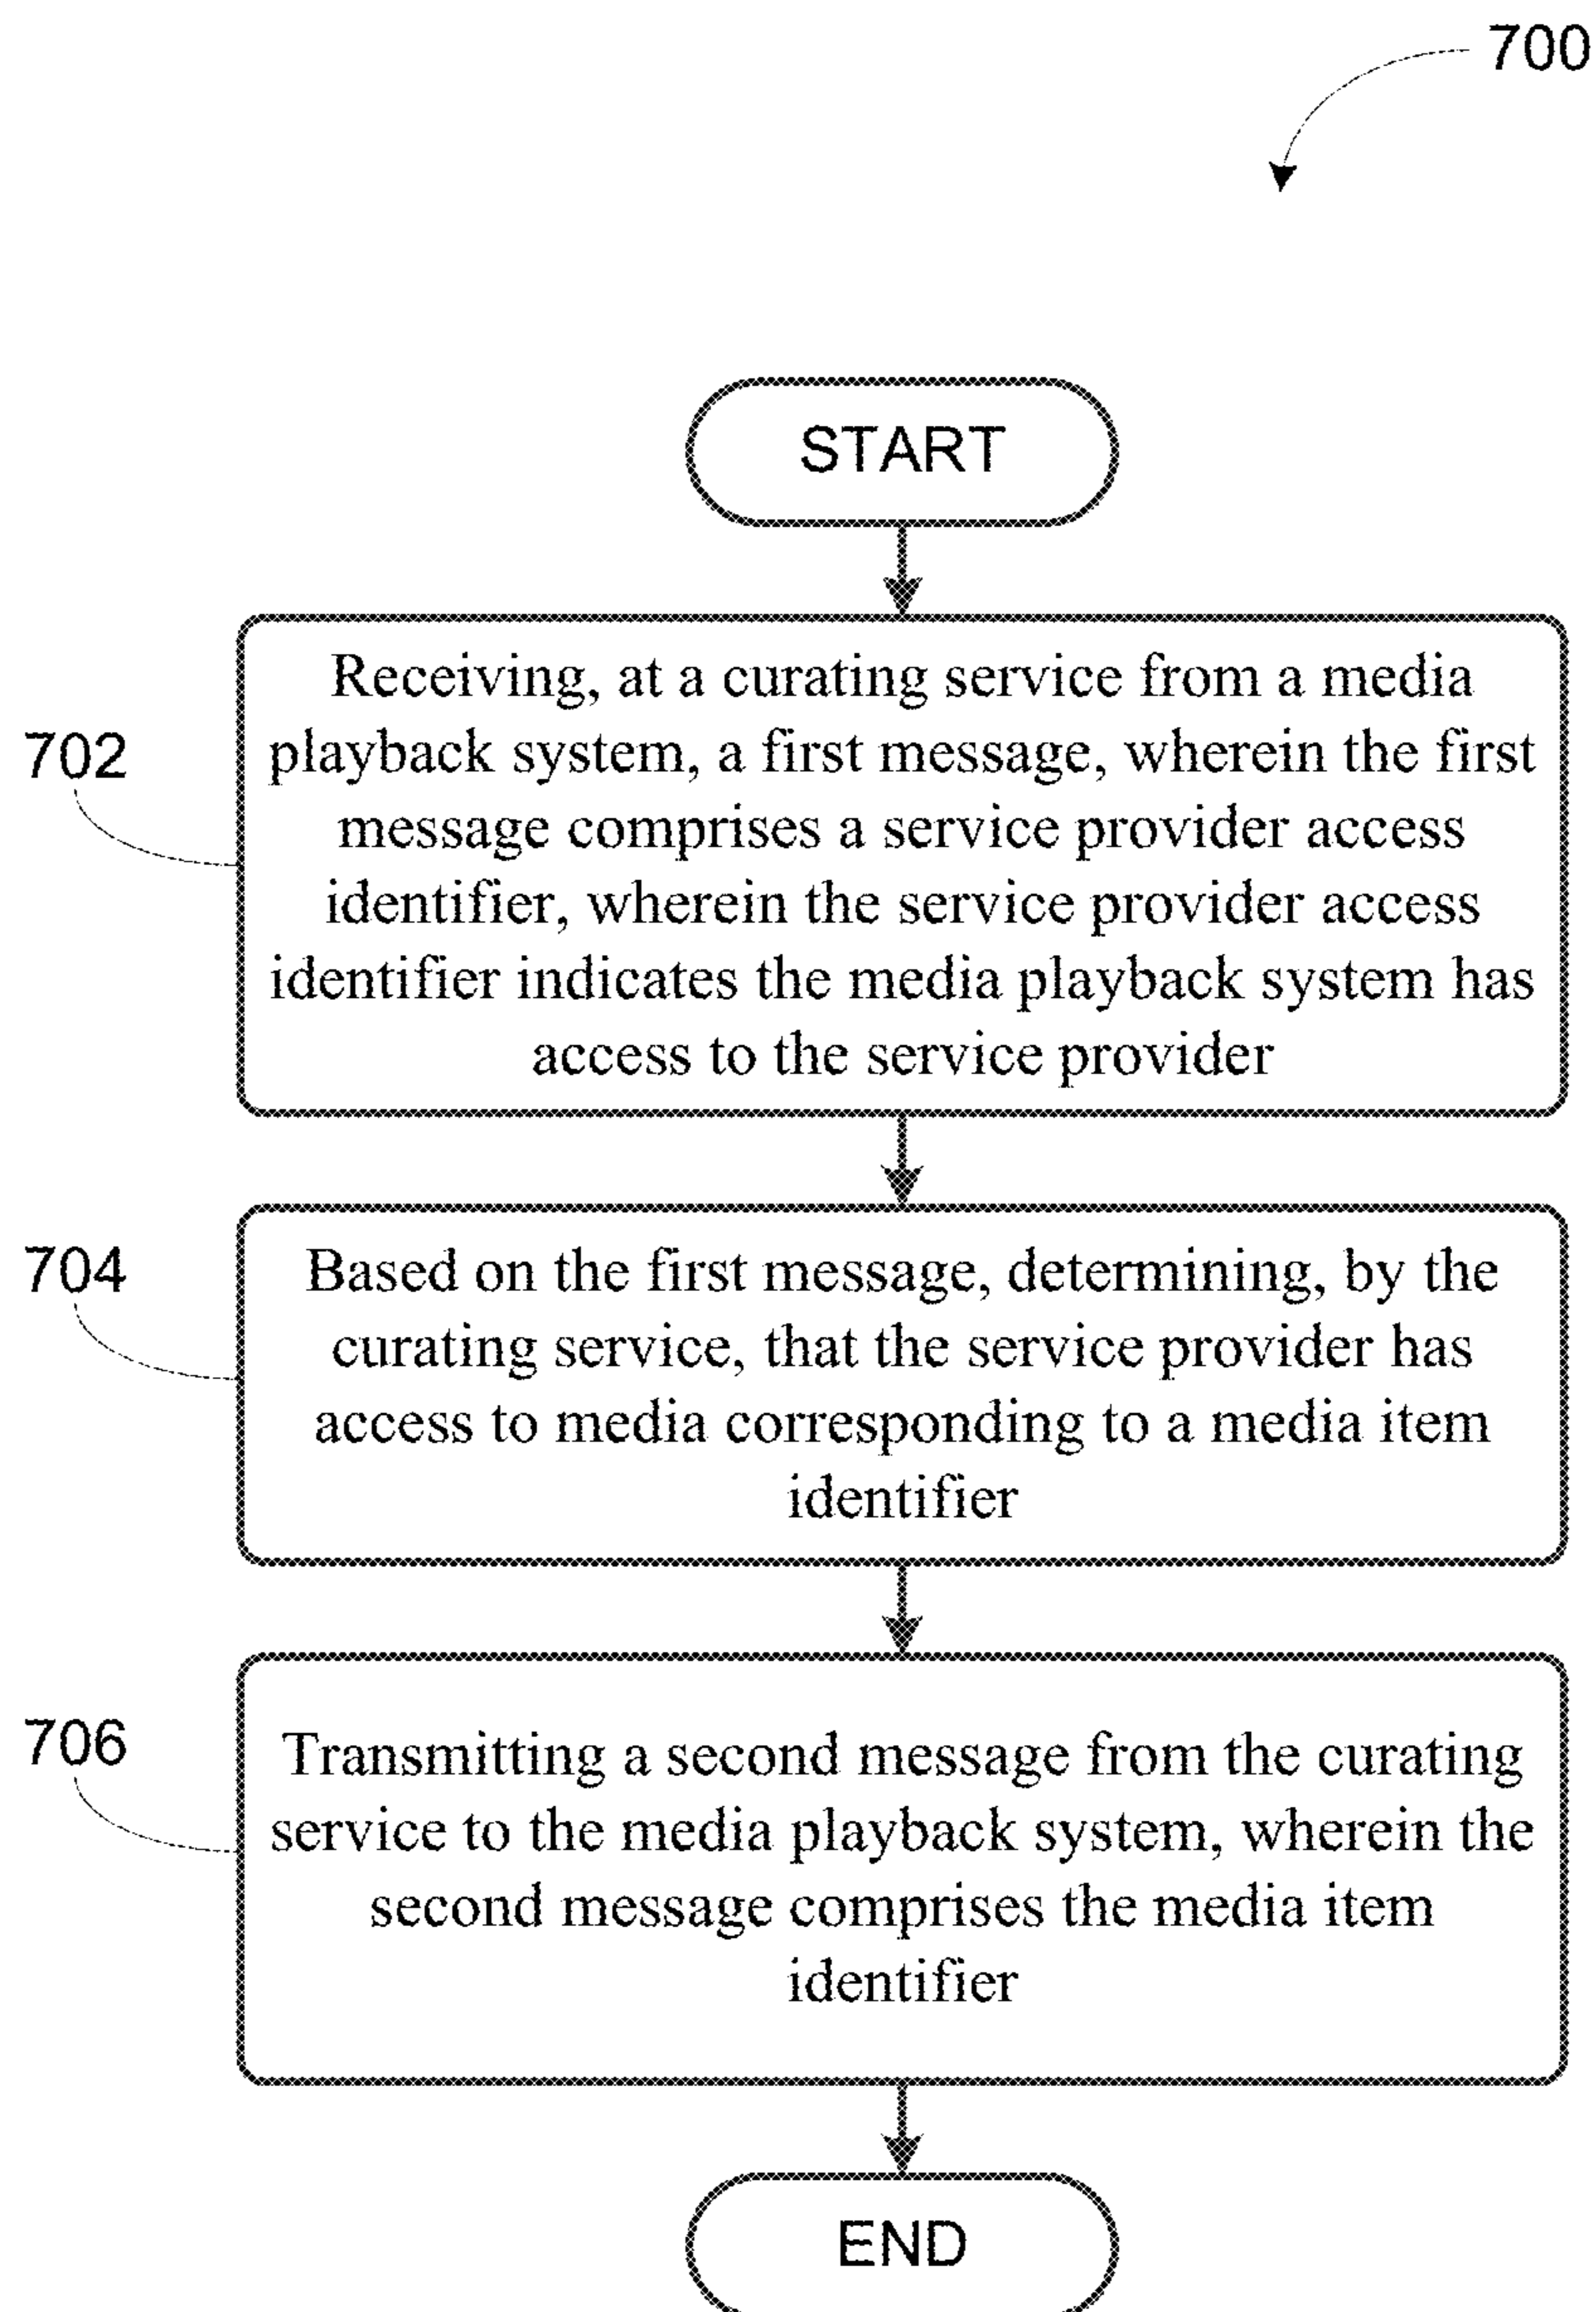 700
START
702
Receiving, at a curating service from a media
playback system, a first message, wherein the first
message comprises a service provider access
identifier, wherein the service provider access
identifier indicates the media playback system has
access to the service provider
704
Based on the first message, determining, by the
curating service, that the service provider has
access to media corresponding to a media item
identifier
706
Transmitting a second message from the curating
service to the media playback system, wherein the
second message comprises the media item
identifier
END